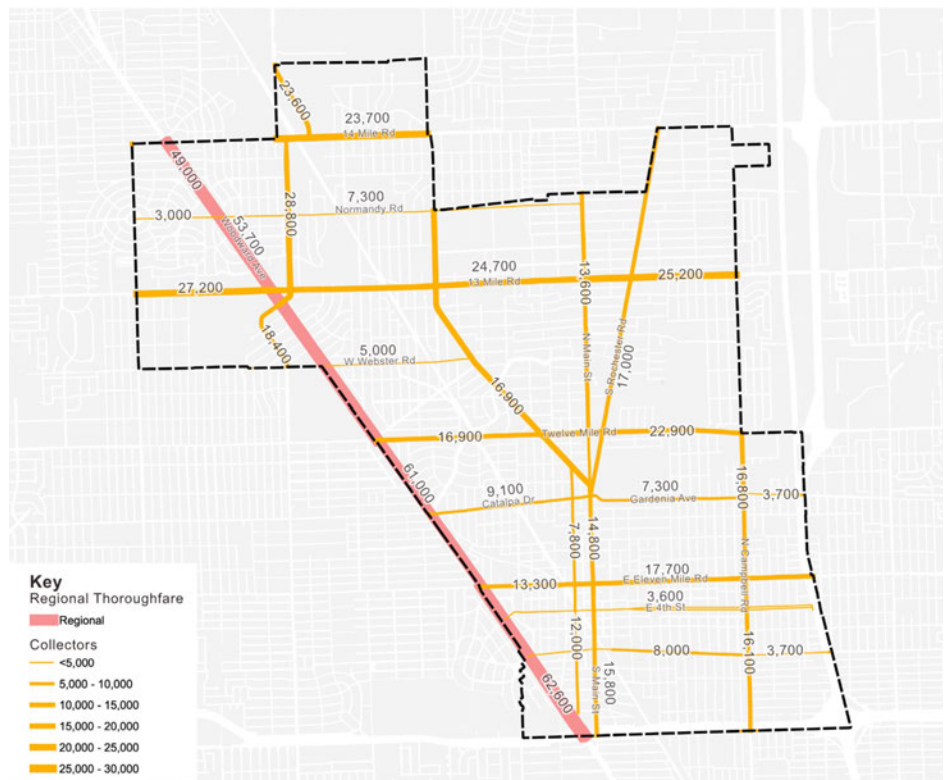 23,600
23,700
14 Mile Rd
49,000
28,800
7,300
Normandy Rd
3,000
53,700
Woodward Ave
24,700
13 Mile Rd
25,200
27,200
13,600
N Main St
S Rochester Rd
17,000
18,400
5,000
W Webster Rd
16,900
16,900
Twelve Mile Rd
22,900
61,000
9,100
Catalpa Dr
7,300
Gardenia Ave
16,800
3,700
7,800
14,800
N Campbell Rd
17,700
E Eleven Mile Rd
13,300
3,600
E 4th St
12,000
16,100
8,000
3,700
15,800
S Main St
62,600
Key
Regional Thoroughfare
Regional
Collectors
<5,000
5,000 - 10,000
10,000 - 15,000
15,000 - 20,000
20,000 - 25,000
25,000 - 30,000